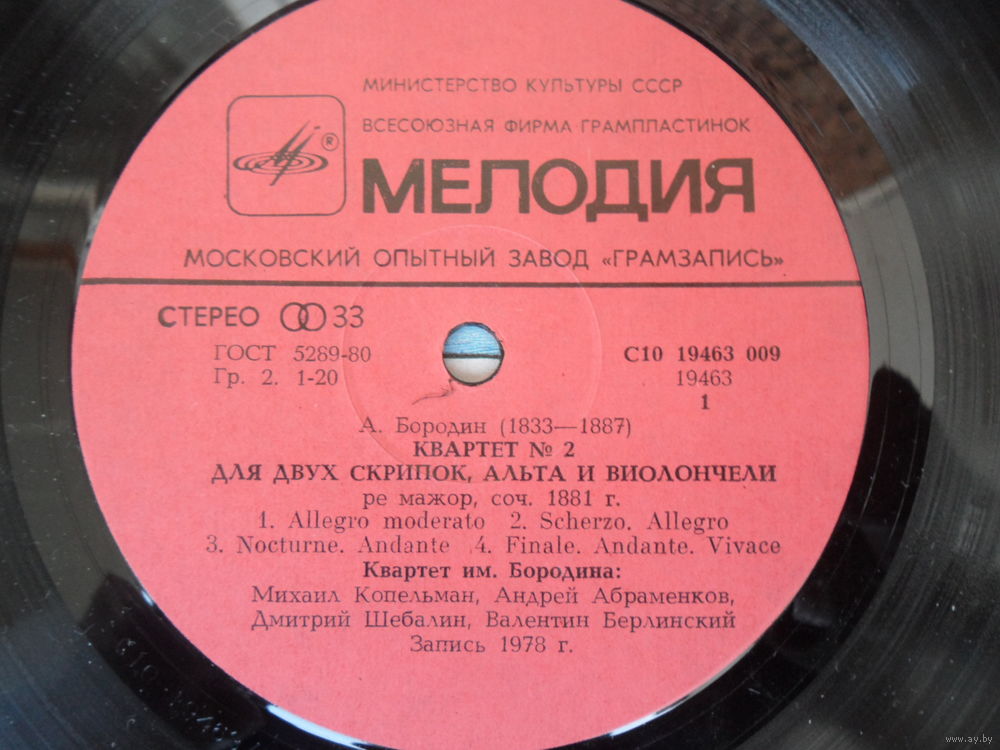 МИНИСТЕРСТВО КУЛЬТУРЫ СССР
ВСЕСОЮЗНАЯ ФИРМА ГРАМПЛАСТИНОК
®
МЕЛОДИЯ
МОСКОВСКИЙ ОПЫТНЫЙ ЗАВОД «ГРАМЗАПИСЬ»
СТЕРЕО 33
ГОСТ 5289-80 С10 19463 009
Гр. 2. 1-20 19463
1
А. Бородин (1833—1887)
КВАРТЕТ № 2
ДЛЯ ДВУХ СКРИПОК, АЛЬТА И ВИОЛОНЧЕЛИ
ре мажор, соч. 1881 г.
1. Allegro moderato 2. Scherzo. Allegro
3. Nocturne. Andante 4. Finale. Andante. Vivace
Квартет им. Бородина:
Михаил Копельман, Андрей Абраменков,
Дмитрий Шебалин, Валентин Берлинский
Запись 1978 г.
www.ay.by